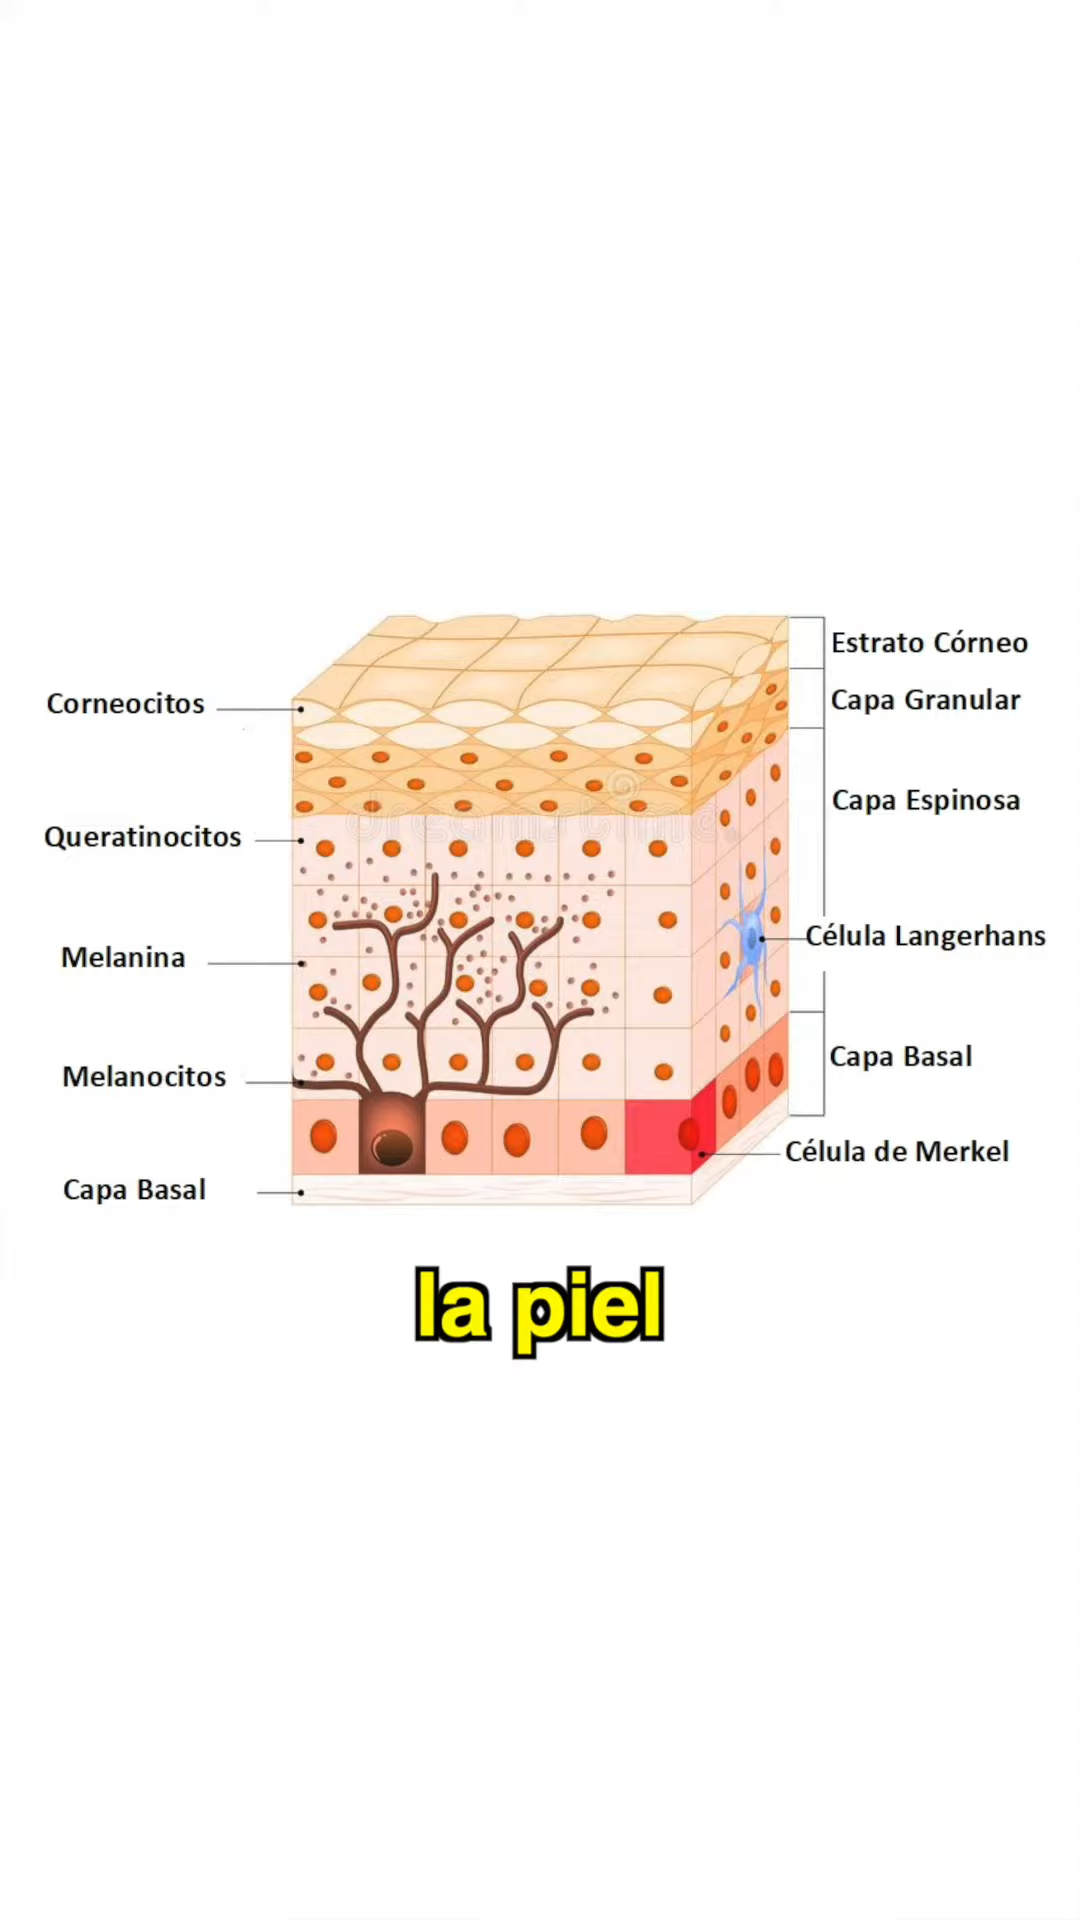 Estrato Córneo
Corneocitos
Capa Granular
Capa Espinosa
dreamstime
Queratinocitos
Célula Langerhans
Melanina
Capa Basal
Melanocitos
Célula de Merkel
Capa Basal
la piel